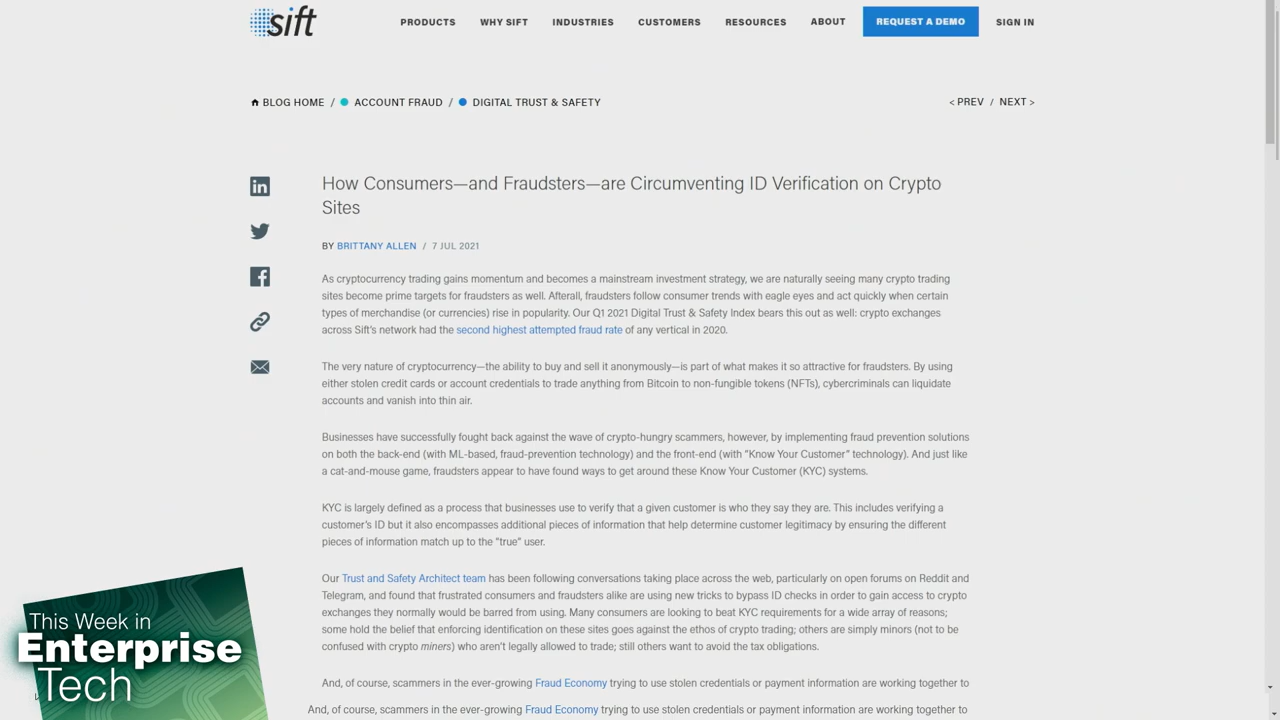 sift
PRODUCTS WHY SIFT INDUSTRIES CUSTOMERS RESOURCES ABOUT REQUEST A DEMO SIGN IN
BLOG HOME / ACCOUNT FRAUD / DIGITAL TRUST & SAFETY
< PREV / NEXT >
How Consumers—and Fraudsters—are Circumventing ID Verification on Crypto
Sites
BY BRITTANY ALLEN / 7 JUL 2021
As cryptocurrency trading gains momentum and becomes a mainstream investment strategy, we are naturally seeing many crypto trading
sites become prime targets for fraudsters as well. Afterall, fraudsters follow consumer trends with eagle eyes and act quickly when certain
types of merchandise (or currencies) rise in popularity. Our Q1 2021 Digital Trust & Safety Index bears this out as well: crypto exchanges
across Sift's network had the second highest attempted fraud rate of any vertical in 2020.
The very nature of cryptocurrency—the ability to buy and sell it anonymously—is part of what makes it so attractive for fraudsters. By using
either stolen credit cards or account credentials to trade anything from Bitcoin to non-fungible tokens (NFTs), cybercriminals can liquidate
accounts and vanish into thin air.
Businesses have successfully fought back against the wave of crypto-hungry scammers, however, by implementing fraud prevention solutions
on both the back-end (with ML-based, fraud-prevention technology) and the front-end (with "Know Your Customer" technology). And just like
a cat-and-mouse game, fraudsters appear to have found ways to get around these Know Your Customer (KYC) systems.
KYC is largely defined as a process that businesses use to verify that a given customer is who they say they are. This includes verifying a
customer's ID but it also encompasses additional pieces of information that help determine customer legitimacy by ensuring the different
pieces of information match up to the "true" user.
Our Trust and Safety Architect team has been following conversations taking place across the web, particularly on open forums on Reddit and
Telegram, and found that frustrated consumers and fraudsters alike are using new tricks to bypass ID checks in order to gain access to crypto
exchanges they normally would be barred from using. Many consumers are looking to beat KYC requirements for a wide array of reasons;
some hold the belief that enforcing identification on these sites goes against the ethos of crypto trading; others are simply minors (not to be
confused with crypto miners) who aren't legally allowed to trade; still others want to avoid the tax obligations.
And, of course, scammers in the ever-growing Fraud Economy trying to use stolen credentials or payment information are working together to
And, of course, scammers in the ever-growing Fraud Economy trying to use stolen credentials or payment information are working together to
This Week in
Enterprise
Tech